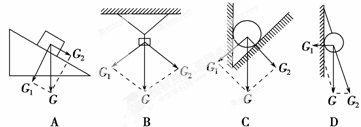 G₂ G₁ G A
G₁ G₂ G B
G₁ G₂ G C
G₁ G G₂ D